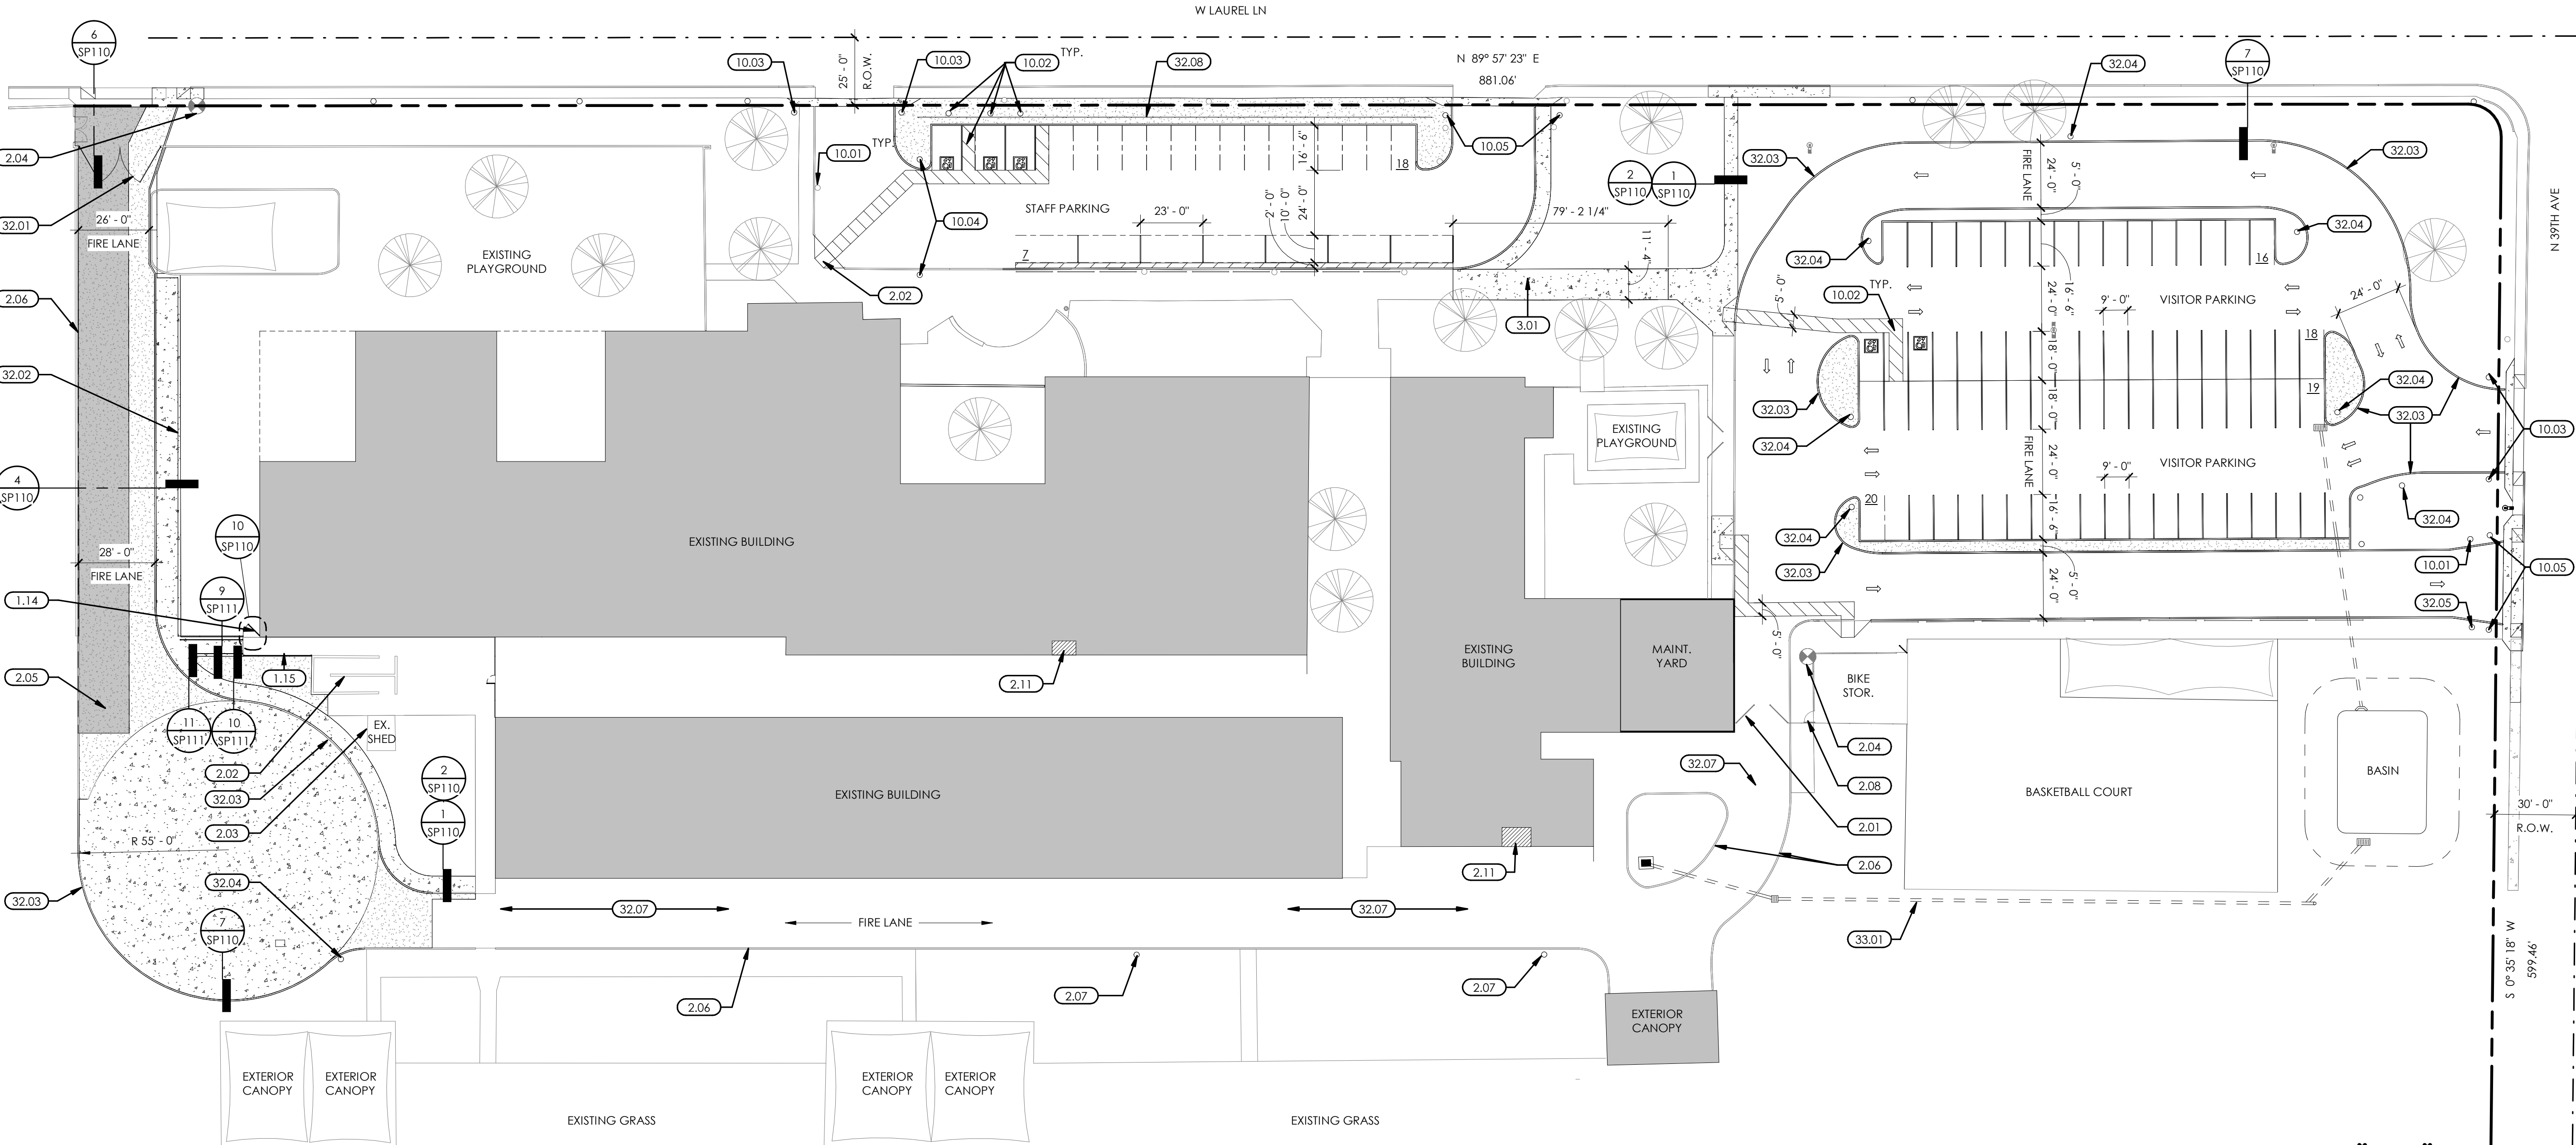 W LAUREL LN
6
SP110
25' - 0"
R.O.W.
10.03
10.03
10.02
TYP.
32.08
N 89° 57' 23" E
881.06'
32.04
7
SP110
2.04
10.01
TYP.
16'-6"
18
10.05
2
SP110
1
SP110
32.03
FIRE LANE
24' - 0"
5' - 0"
32.03
N 39TH AVE
32.01
26' - 0"
FIRE LANE
EXISTING
PLAYGROUND
10.04
STAFF PARKING
23' - 0"
2' - 0"
10' - 0"
24' - 0"
79' - 2 1/4"
11' - 4"
32.04
32.04
16
7
2.06
2.02
3.01
5'-0"
10.02
TYP.
24' - 0"
16' - 6"
9' - 0"
VISITOR PARKING
24' - 0"
32.02
18' - 0"
18
18' - 0"
19
32.04
32.03
32.03
32.04
10.03
EXISTING
PLAYGROUND
FIRE LANE
24' - 0"
VISITOR PARKING
9' - 0"
4
SP110
10
SP110
EXISTING BUILDING
20
16' - 6"
32.04
32.04
28' - 0"
FIRE LANE
32.03
24' - 0"
5' - 0"
10.01
10.05
1.14
9
SP111
32.05
5' - 0"
EXISTING
BUILDING
MAINT.
YARD
2.05
1.15
2.11
BIKE
STOR.
11
SP111
10
SP111
EX.
SHED
2.04
2.02
2
SP110
32.07
2.08
BASIN
32.03
EXISTING BUILDING
BASKETBALL COURT
30' - 0"
R.O.W.
2.03
1
SP110
2.01
R 55' - 0"
2.06
32.04
2.11
32.03
32.07
32.07
7
SP110
FIRE LANE
33.01
S 0° 35' 18" W
599.46'
2.06
2.07
2.07
EXTERIOR
CANOPY
EXTERIOR
CANOPY
EXTERIOR
CANOPY
EXTERIOR
CANOPY
EXTERIOR
CANOPY
EXISTING GRASS
EXISTING GRASS